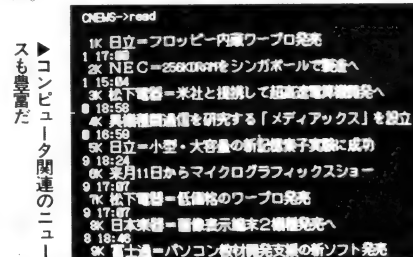 ▶コンピュータ関連のニュー
スも豊富だ
CNEWS->read
1K 日立=フロッピー内蔵ワープロ発売
1 17:00
2K NEC=256KDRAMをシンガポールで製造へ
1 15:04
3K 松下電器=米社と提携して超高速電算機開発へ
8 18:58
4K 異機種間通信を研究する「メディアックス」を設立
8 16:59
5K 日立=小型・大容量の新記憶素子実験に成功
9 18:24
6K 来月11日からマイクログラフィックスショー
9 17:07
7K 松下電器=低価格のワープロ発売
9 17:07
8K 日本東器=画像表示端末2機種発売へ
8 18:46
9K 富士通=パソコン教材開発支援の新ソフト発売